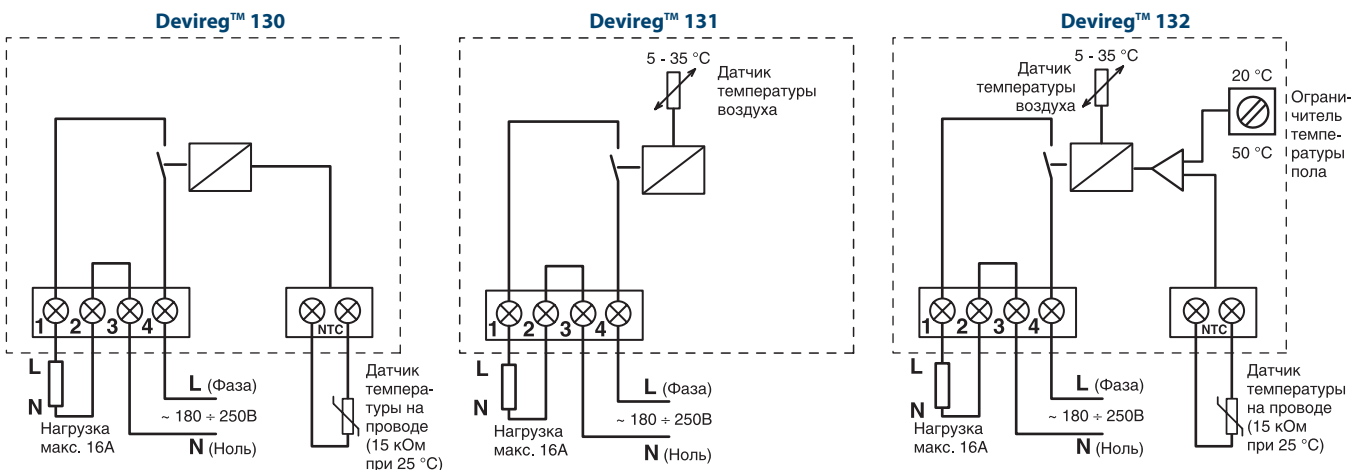 Devireg™ 130
1 2 3 4
NTC
L
N
Нагрузка
макс. 16А
L (Фаза)
~ 180 ÷ 250В
N (Ноль)
Датчик
темпера-
туры на
проводе
(15 кОм
при 25 °C)
Devireg™ 131
5 - 35 °C
Датчик
температуры
воздуха
1 2 3 4
L
N
Нагрузка
макс. 16А
L (Фаза)
~ 180 ÷ 250В
N (Ноль)
Devireg™ 132
5 - 35 °C
Датчик
температуры
воздуха
20 °C
50 °C
Ограни-
читель
темпе-
ратуры
пола
1 2 3 4
NTC
L
N
Нагрузка
макс. 16А
L (Фаза)
~ 180 ÷ 250В
N (Ноль)
Датчик
температуры
на проводе
(15 кОм
при 25 °C)